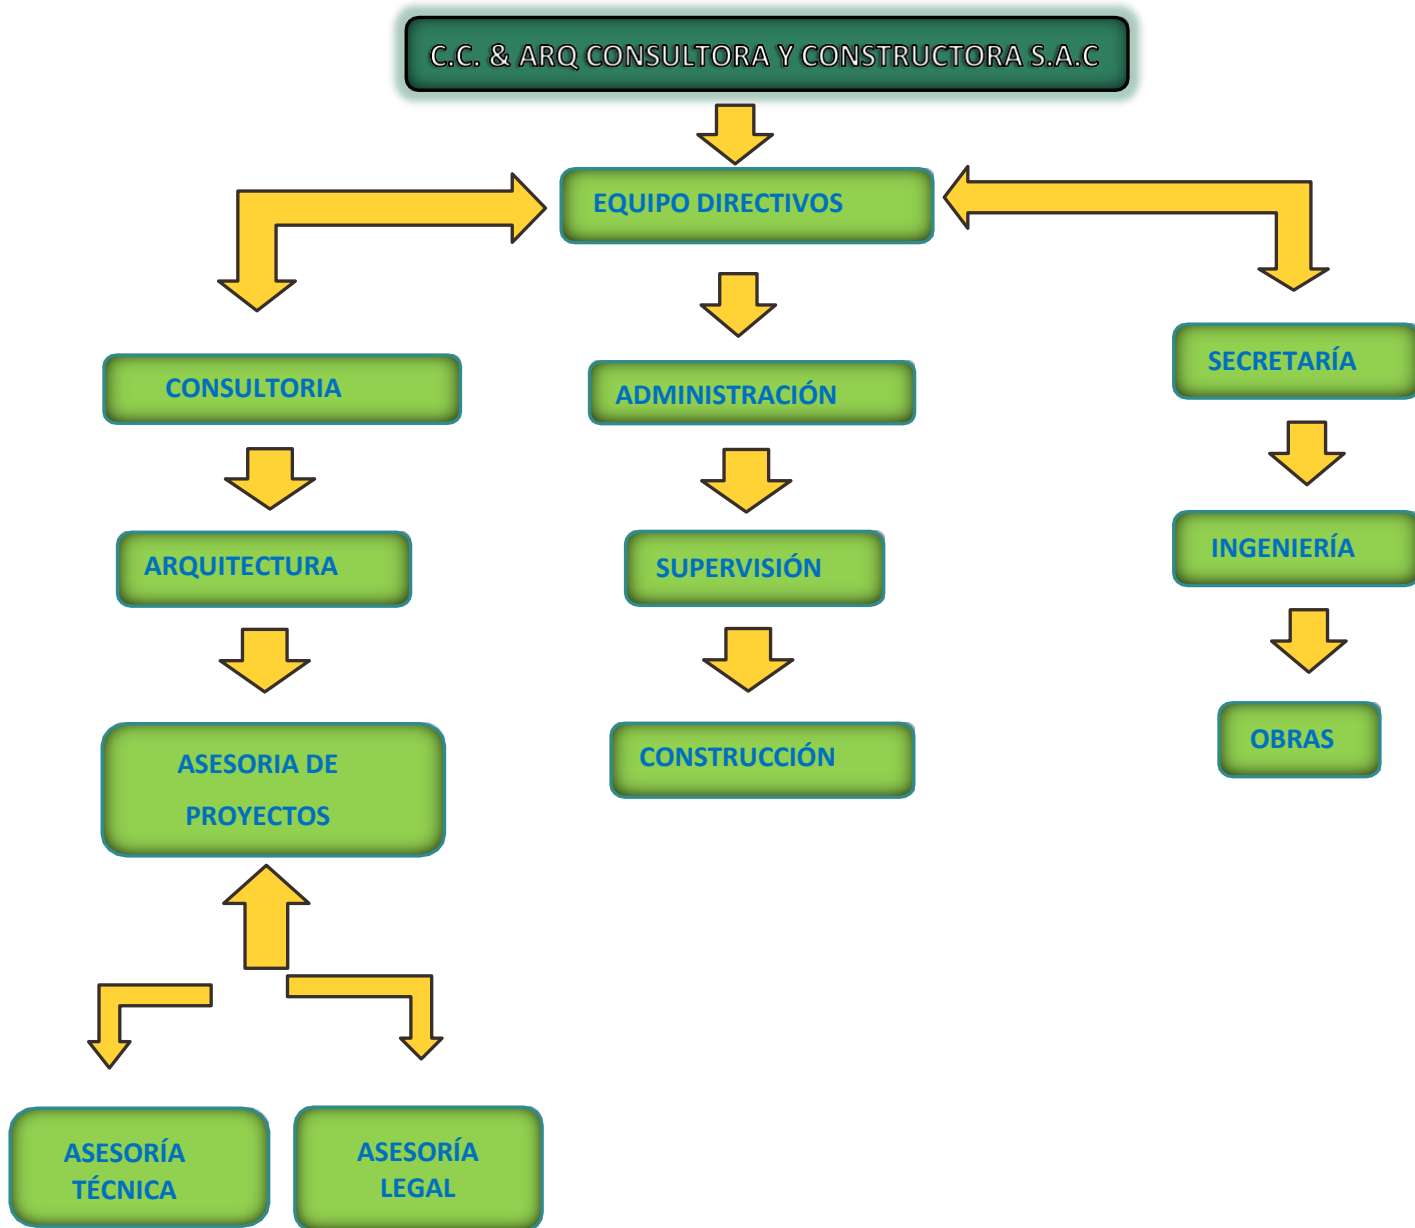 C.C. & ARQ CONSULTORA Y CONSTRUCTORA S.A.C
EQUIPO DIRECTIVOS
CONSULTORIA
ADMINISTRACIÓN
SECRETARÍA
ARQUITECTURA
SUPERVISIÓN
INGENIERÍA
ASESORIA DE
PROYECTOS
CONSTRUCCIÓN
OBRAS
ASESORÍA
TÉCNICA
ASESORÍA
LEGAL